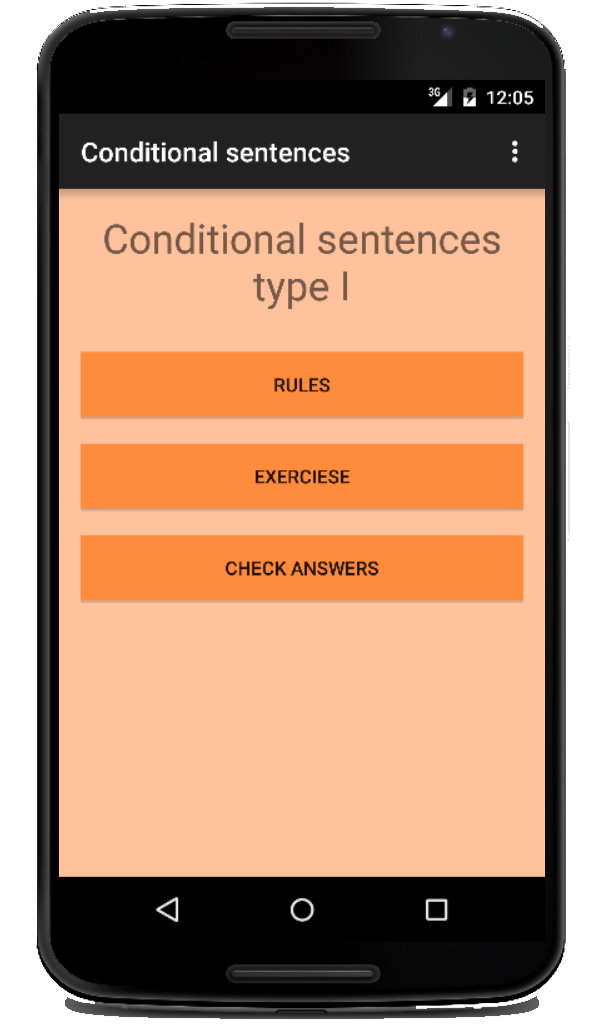 3G 12:05
Conditional sentences
Conditional sentences
type I
RULES
EXERCIESE
CHECK ANSWERS